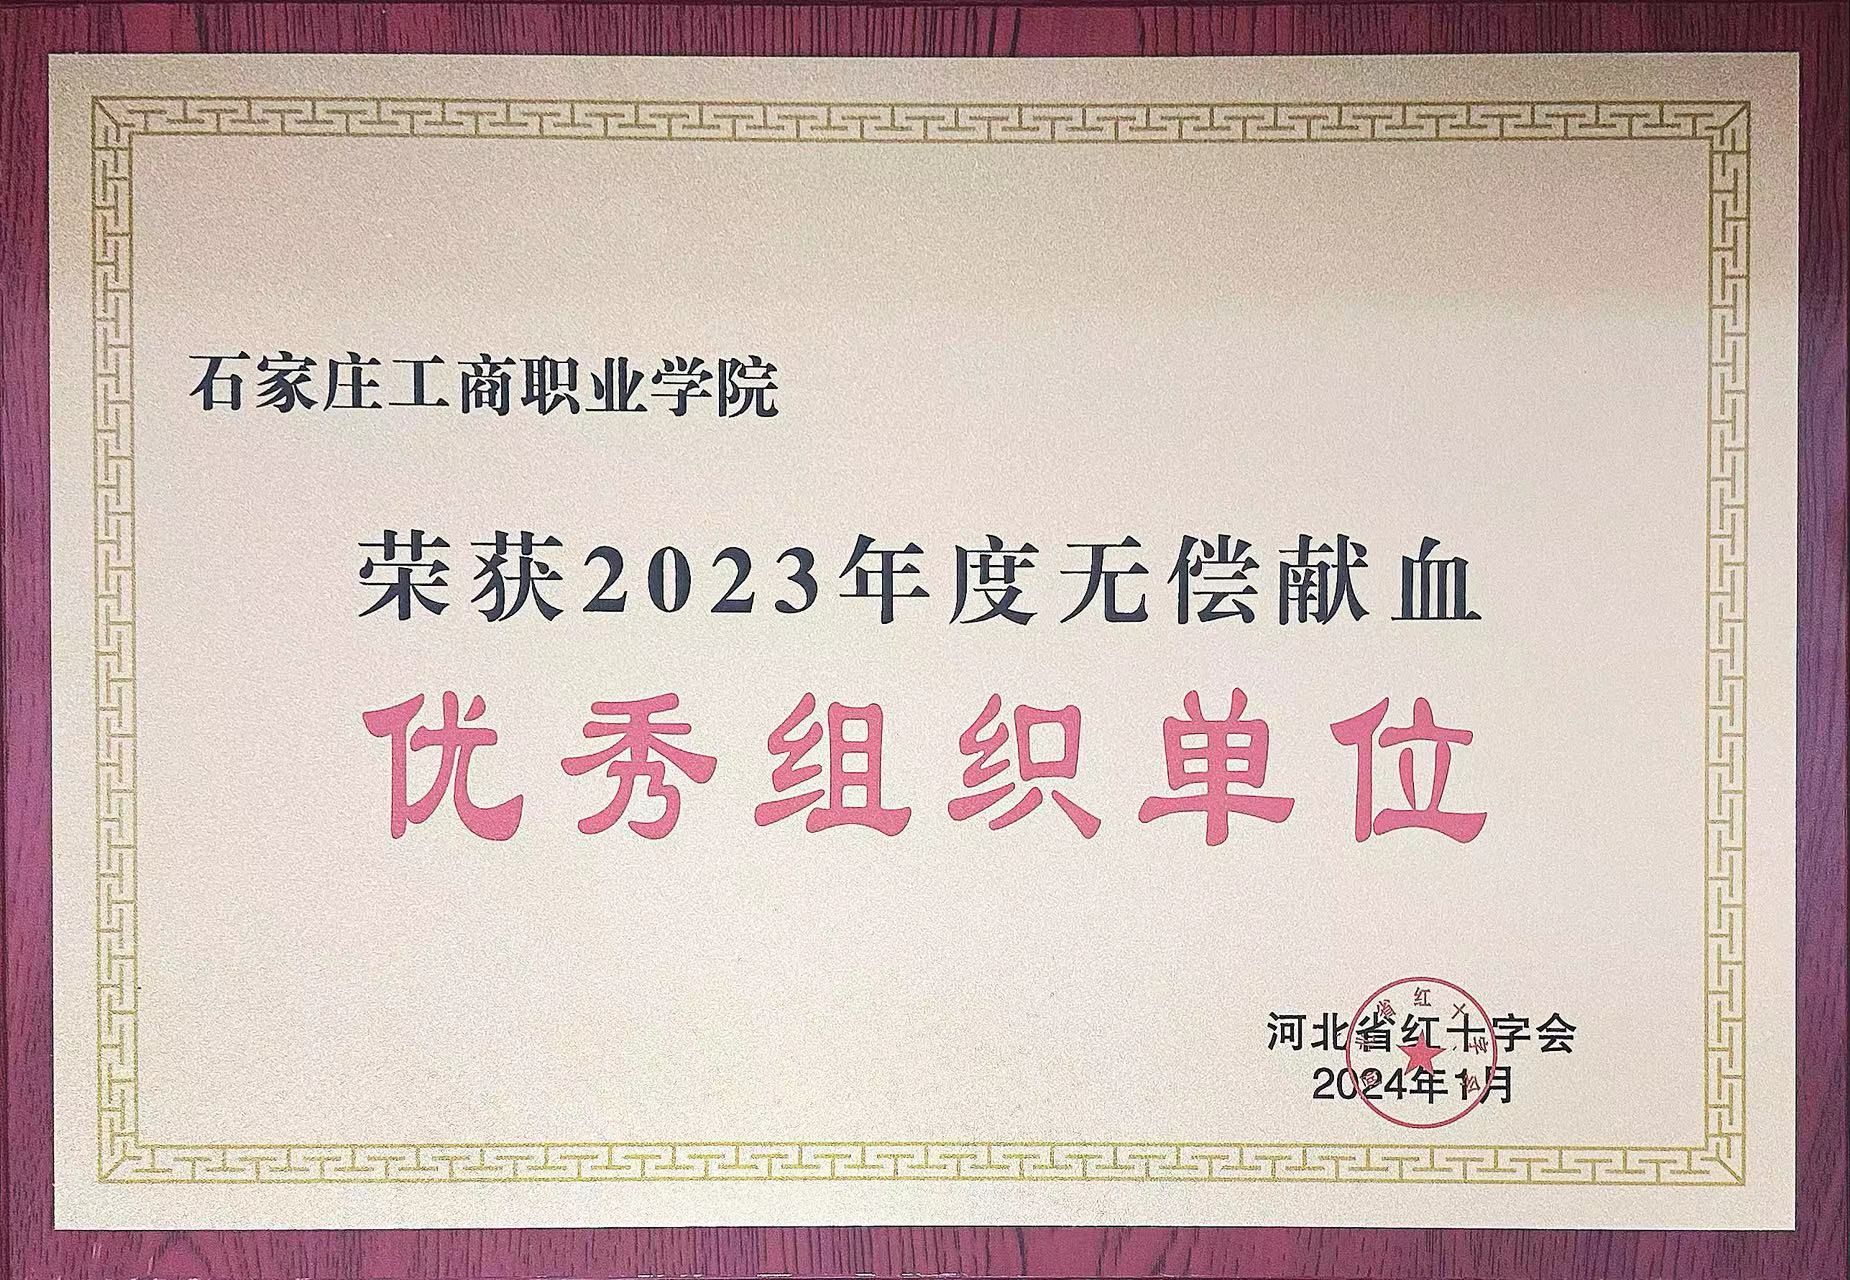 石家庄工商职业学院
荣获2023年度无偿献血
优秀组织单位
河北省红十字会
2024年1月